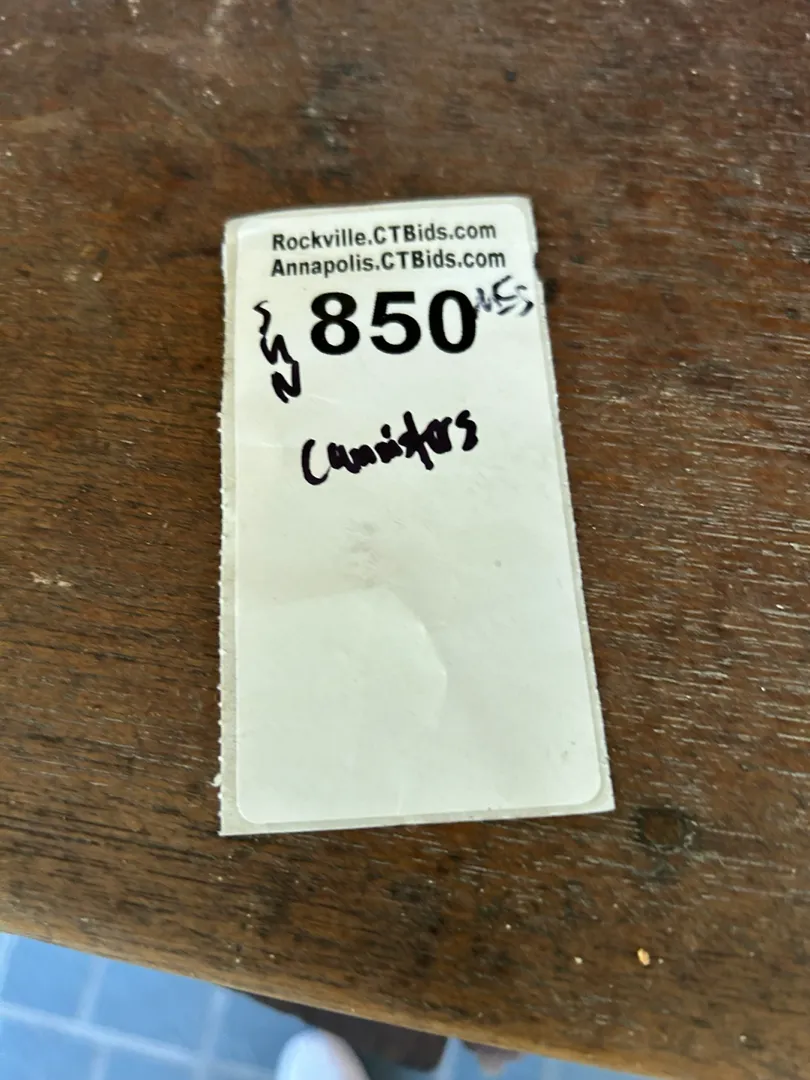 Rockville.CTBids.com
Annapolis.CTBids.com
850
Cannisters